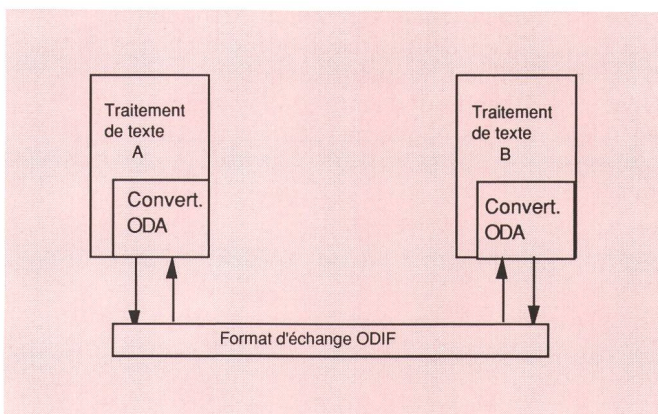 Traitement
de texte
A
Convert.
ODA
Traitement
de texte
B
Convert.
ODA
Format d'échange ODIF